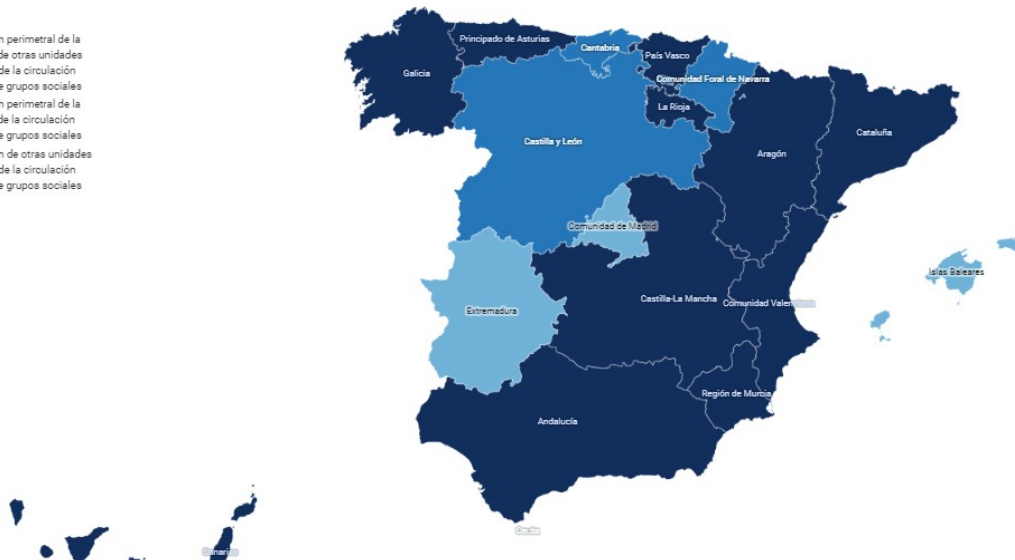 n perimetral de la
de otras unidades
de la circulación
e grupos sociales
n perimetral de la
de la circulación
e grupos sociales
n de otras unidades
de la circulación
e grupos sociales
Principado de Asturias
Cantabria
País Vasco
Galicia
Comunidad Foral de Navarra
La Rioja
Cataluña
Castilla y León
Aragón
Comunidad de Madrid
Islas Baleares
Castilla-La Mancha
Comunidad Valenciana
Extremadura
Región de Murcia
Andalucía
Ceuta
Canarias